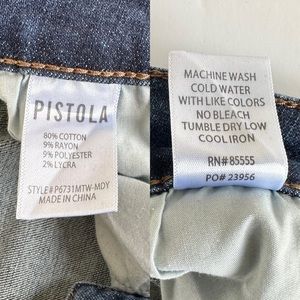 PISTOLA
80% COTTON
9% RAYON
9% POLYESTER
2% LYCRA
STYLE# P6731MTW-MDY
MADE IN CHINA
MACHINE WASH
COLD WATER
WITH LIKE COLORS
NO BLEACH
TUMBLE DRY LOW
COOL IRON
RN# 85555
PO# 23956